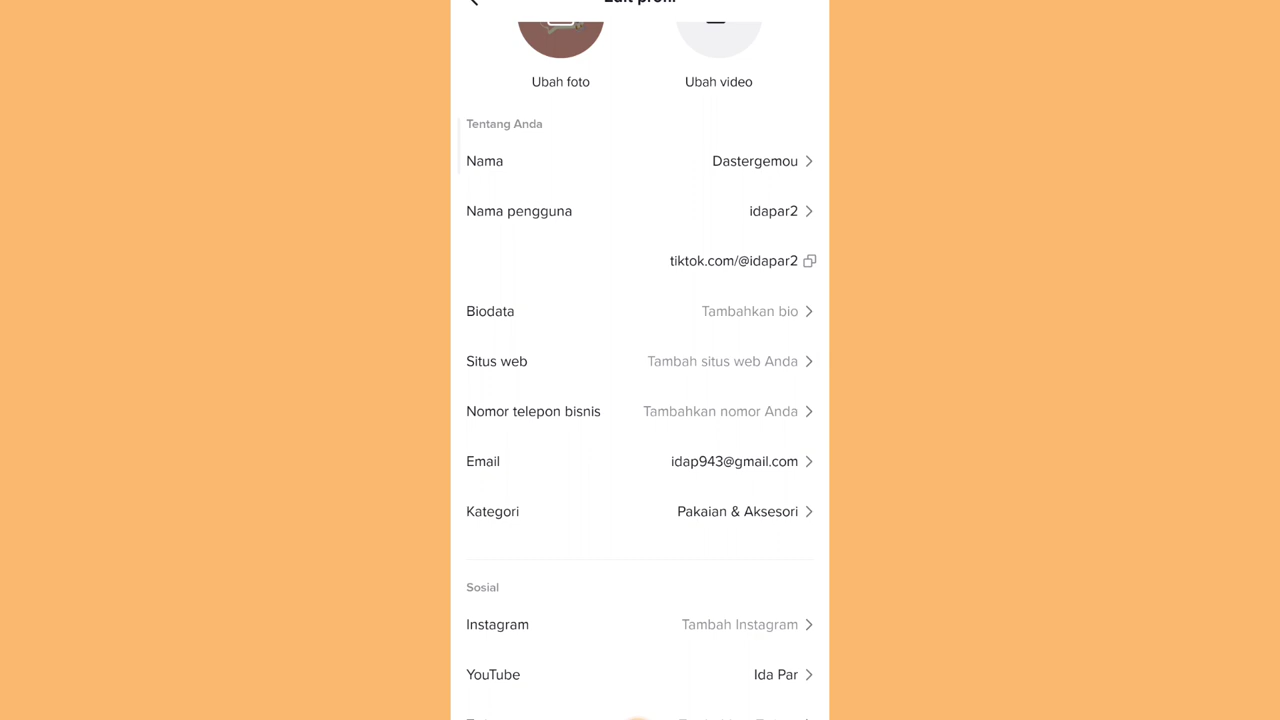 Edit profil
Ubah foto
Ubah video
Tentang Anda
Nama
Dastergemou
Nama pengguna
idapar2
tiktok.com/@idapar2
Biodata
Tambahkan bio
Situs web
Tambah situs web Anda
Nomor telepon bisnis
Tambahkan nomor Anda
Email
idap943@gmail.com
Kategori
Pakaian & Aksesori
Sosial
Instagram
Tambah Instagram
YouTube
Ida Par